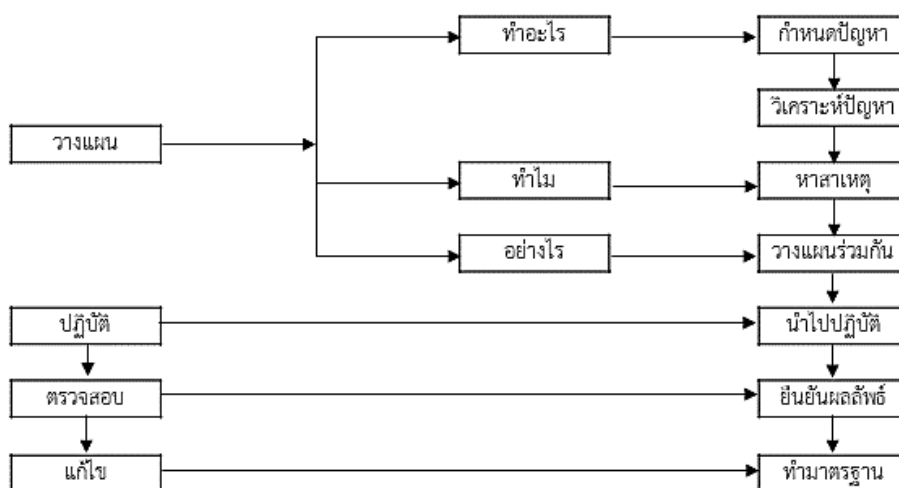 ทำอะไร
กำหนดปัญหา
วิเคราะห์ปัญหา
วางแผน
ทำไม
หาสาเหตุ
อย่างไร
วางแผนร่วมกัน
ปฏิบัติ
นำไปปฏิบัติ
ตรวจสอบ
ยืนยันผลลัพธ์
แก้ไข
ทำมาตรฐาน